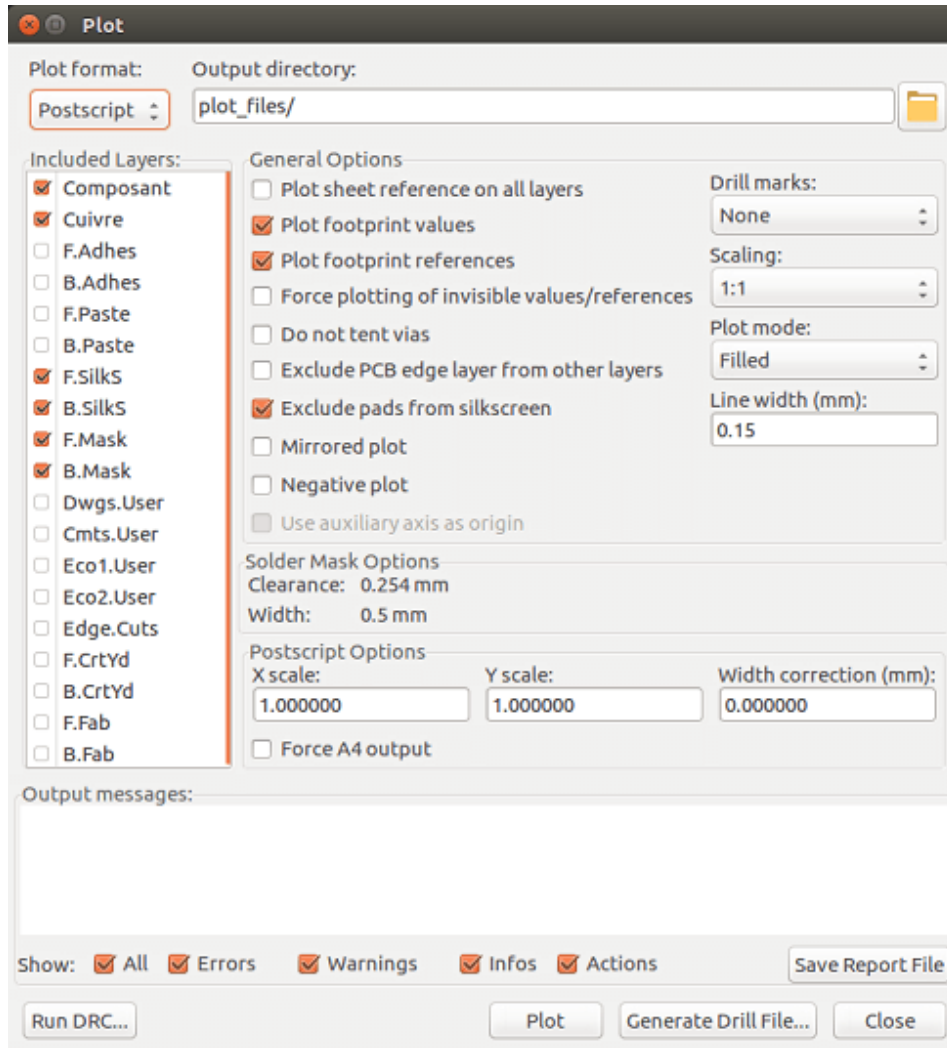 Plot
Plot format:
Output directory:
Postscript
plot_files/
Included Layers:
Composant
Cuivre
F.Adhes
B.Adhes
F.Paste
B.Paste
F.SilkS
B.SilkS
F.Mask
B.Mask
Dwgs.User
Cmts.User
Eco1.User
Eco2.User
Edge.Cuts
F.CrtYd
B.CrtYd
F.Fab
B.Fab
General Options
Plot sheet reference on all layers
Plot footprint values
Plot footprint references
Force plotting of invisible values/references
Do not tent vias
Exclude PCB edge layer from other layers
Exclude pads from silkscreen
Mirrored plot
Negative plot
Use auxiliary axis as origin
Drill marks:
None
Scaling:
1:1
Plot mode:
Filled
Line width (mm):
0.15
Solder Mask Options
Clearance: 0.254 mm
Width: 0.5 mm
Postscript Options
X scale:
1.000000
Y scale:
1.000000
Width correction (mm):
0.000000
Force A4 output
Output messages:
Show: All Errors Warnings Infos Actions
Save Report File
Run DRC...
Plot
Generate Drill File...
Close